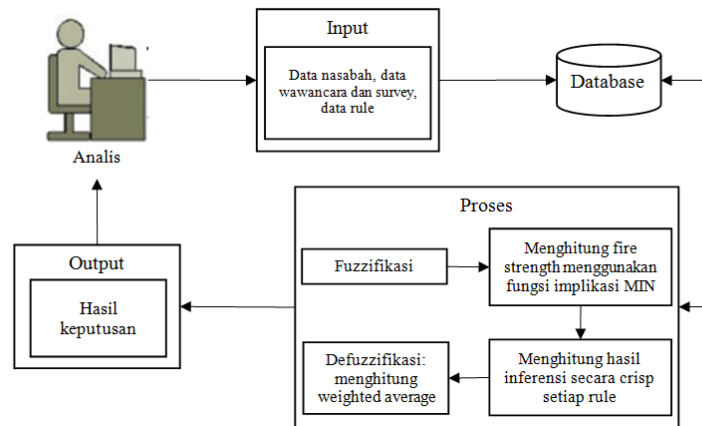 Input
Data nasabah, data
wawancara dan survey,
data rule
Database
Analis
Proses
Fuzzifikasi
Menghitung fire
strength menggunakan
fungsi implikasi MIN
Output
Hasil
keputusan
Defuzzifikasi:
menghitung
weighted average
Menghitung hasil
inferensi secara crisp
setiap rule